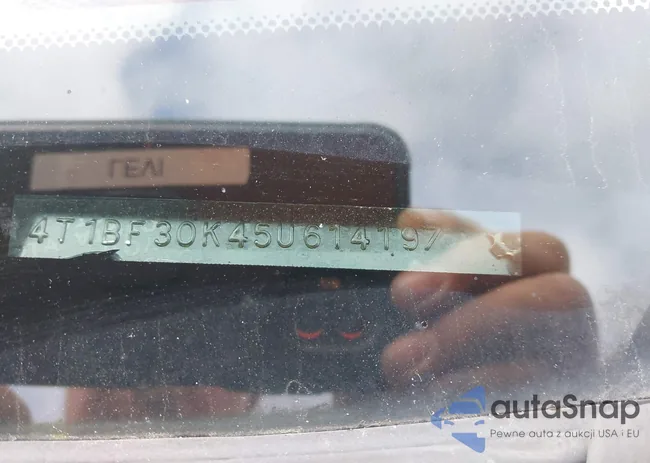 ΓΕΛΙ
4T1BF30K45U614197
autaSnap
Pewne auta z aukcji USA i EU